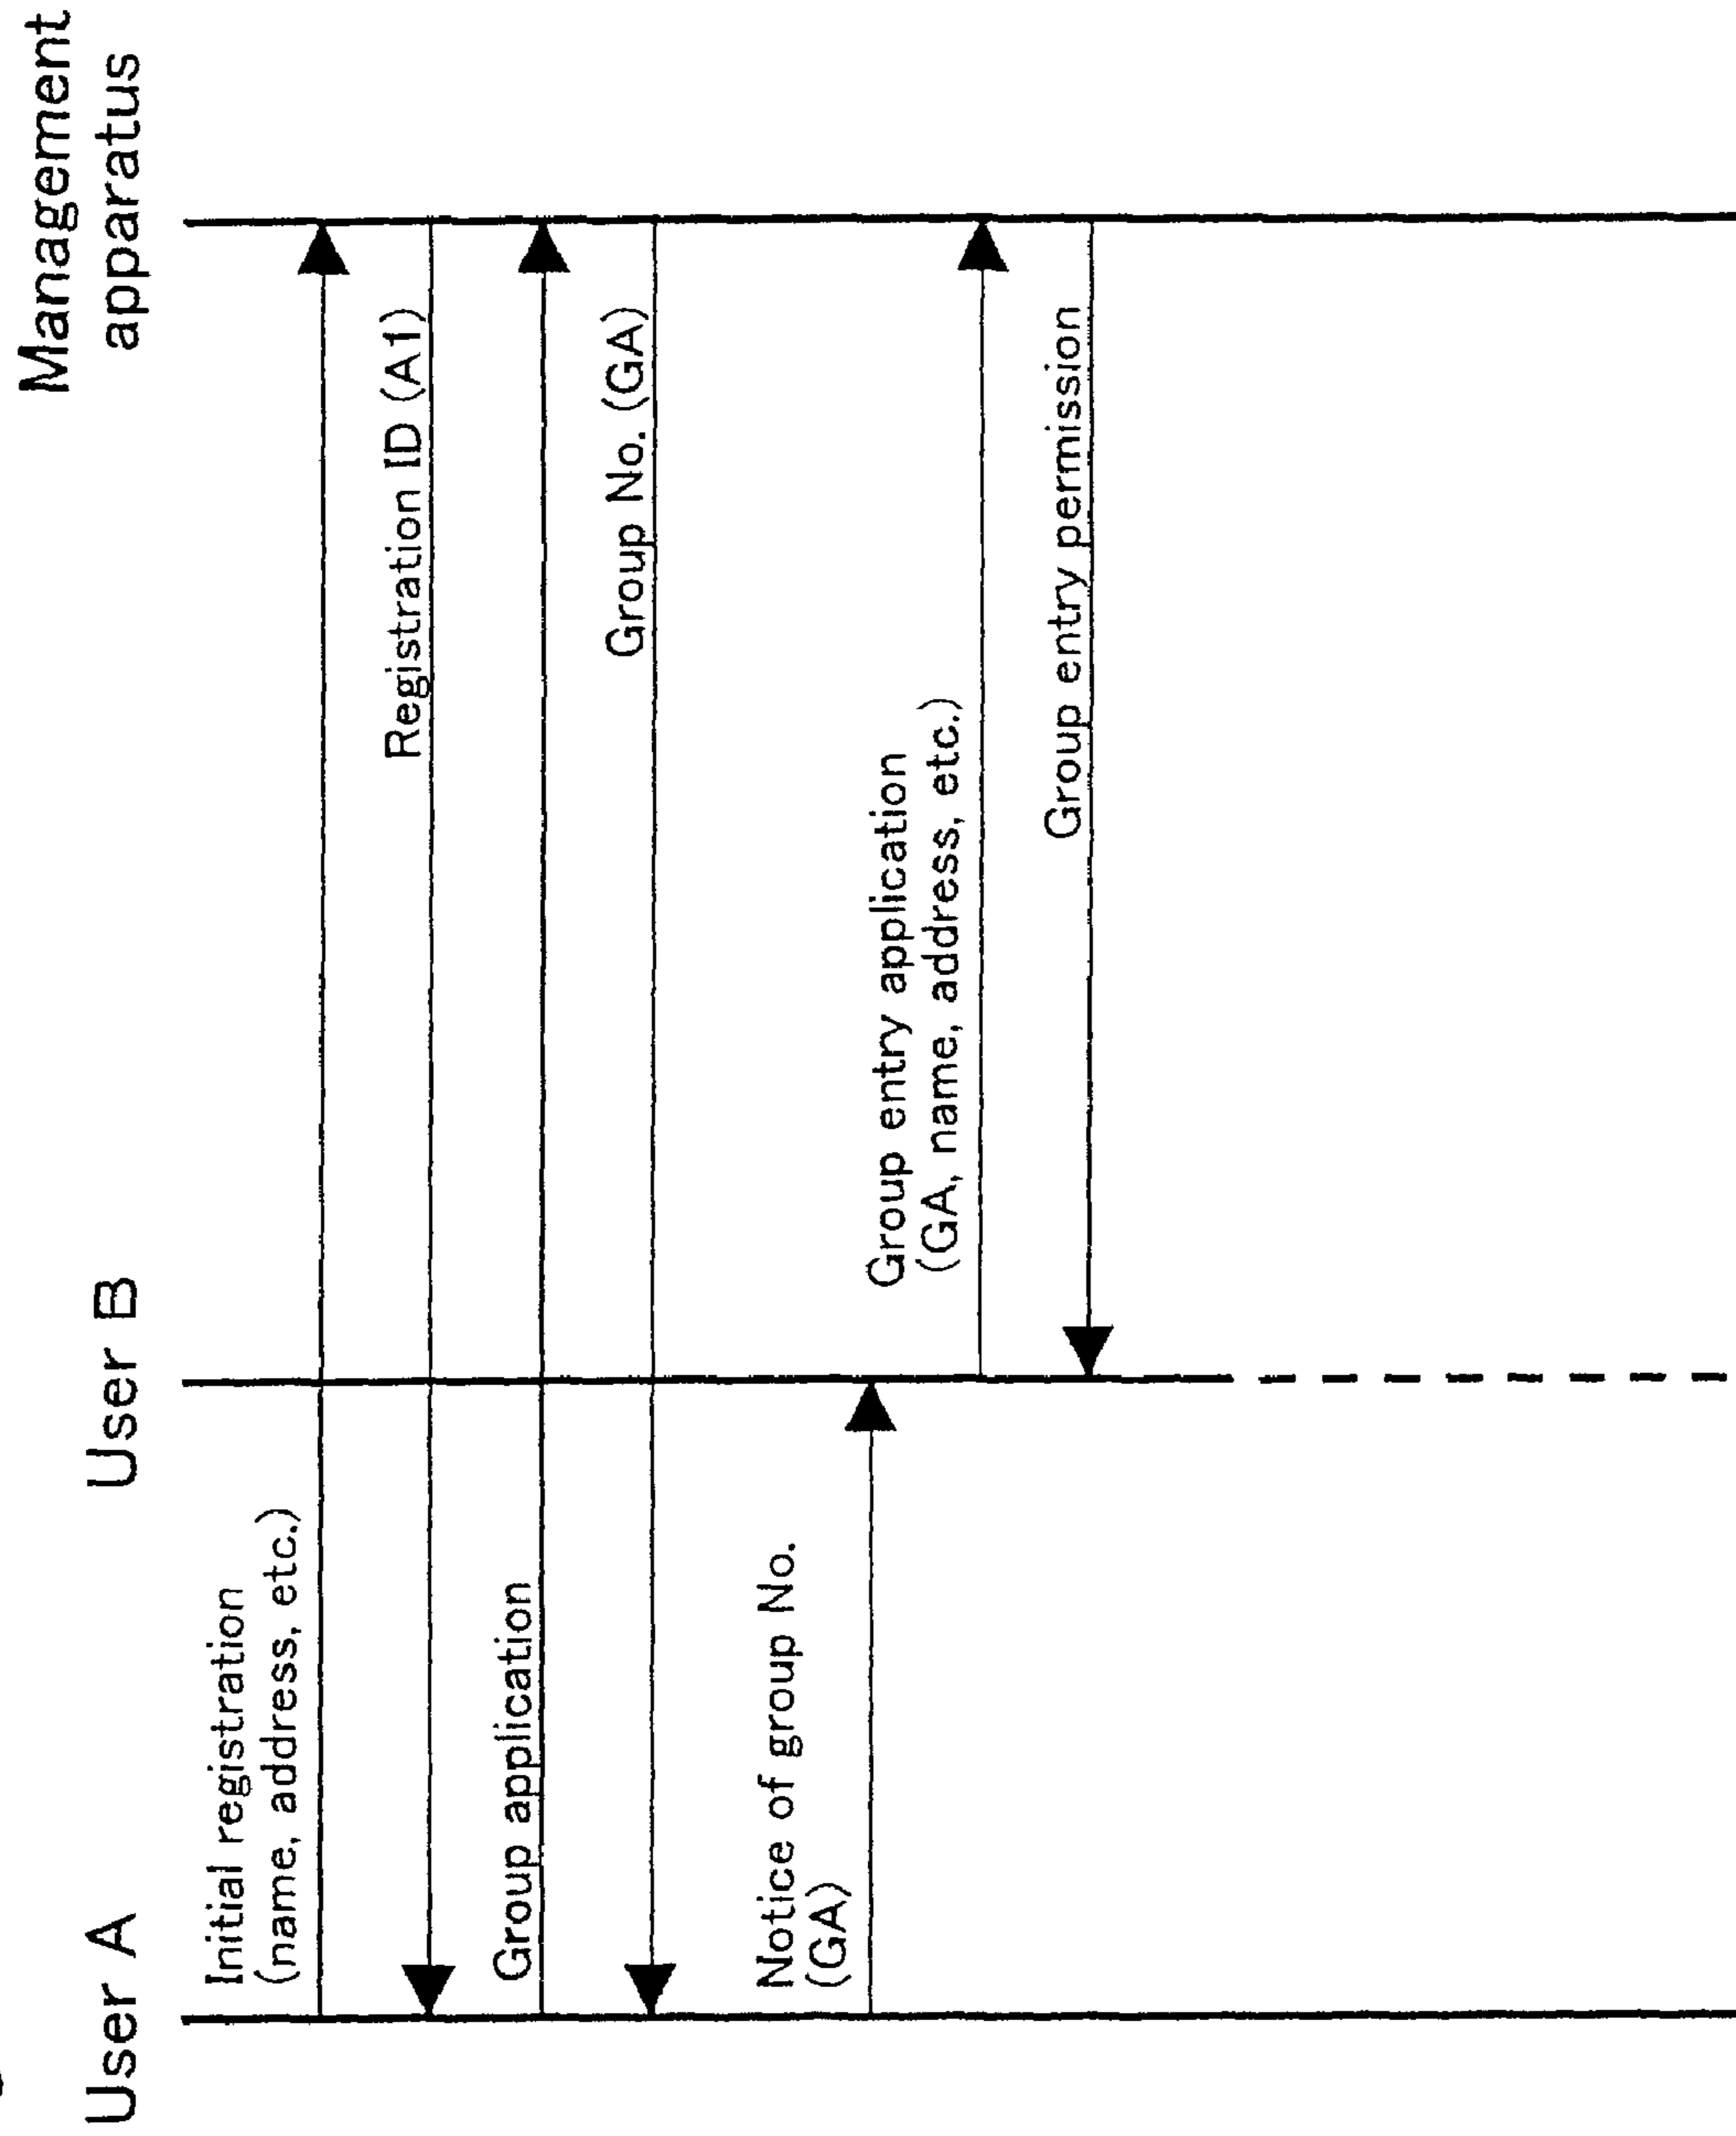 User A
User B
Management
apparatus
Initial registration
(name, address, etc.)
Registration ID (A1)
Group application
Group No. (GA)
Notice of group No.
(GA)
Group entry application
(GA, name, address, etc.)
Group entry permission